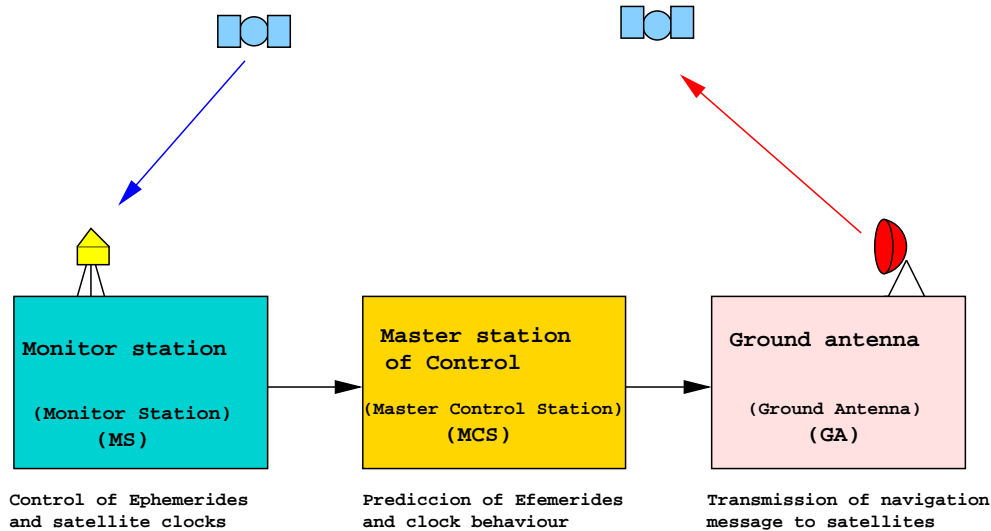 Monitor station
(Monitor Station)
(MS)
Master station
of Control
(Master Control Station)
(MCS)
Ground antenna
(Ground Antenna)
(GA)
Control of Ephemerides
and satellite clocks
Prediccion of Efemerides
and clock behaviour
Transmission of navigation
message to satellites